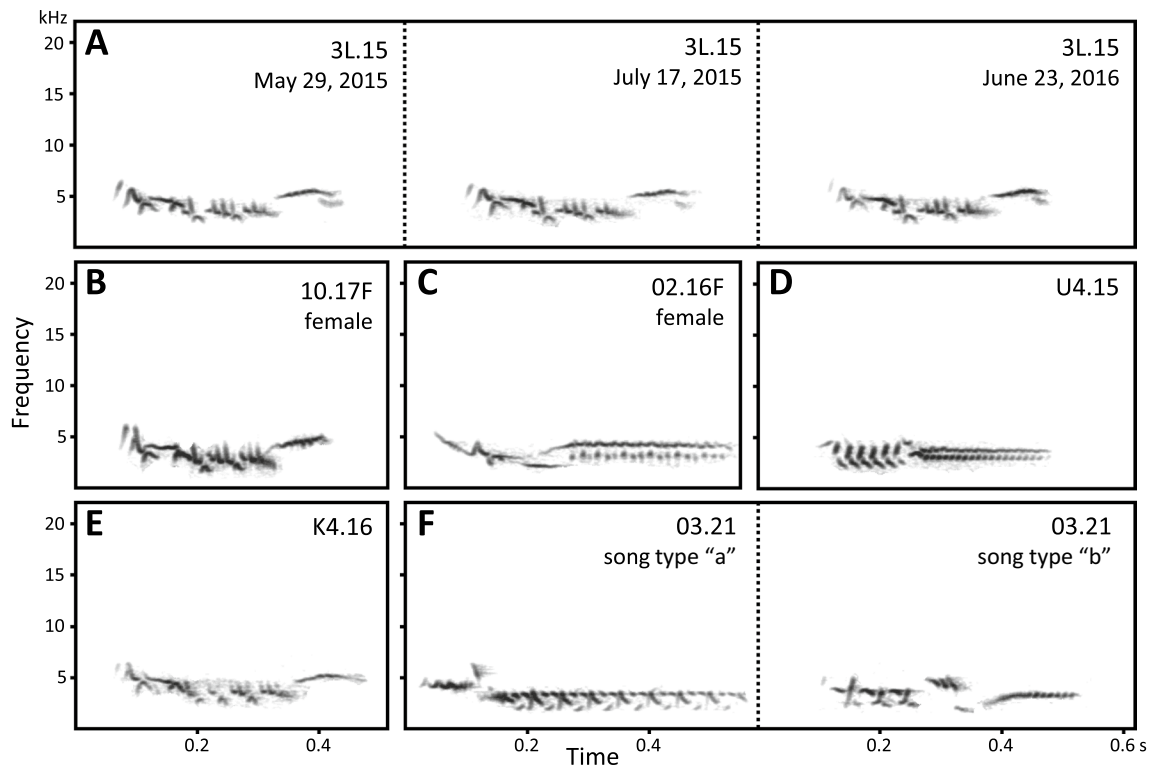 kHz
A
3L.15
May 29, 2015
3L.15
July 17, 2015
3L.15
June 23, 2016
20
15
10
5
B
10.17F
female
C
02.16F
female
D
U4.15
20
15
10
5
Frequency
E
K4.16
F
03.21
song type “a”
03.21
song type “b”
20
15
10
5
0.2
0.4
0.2
0.4
0.2
0.4
0.6 s
Time